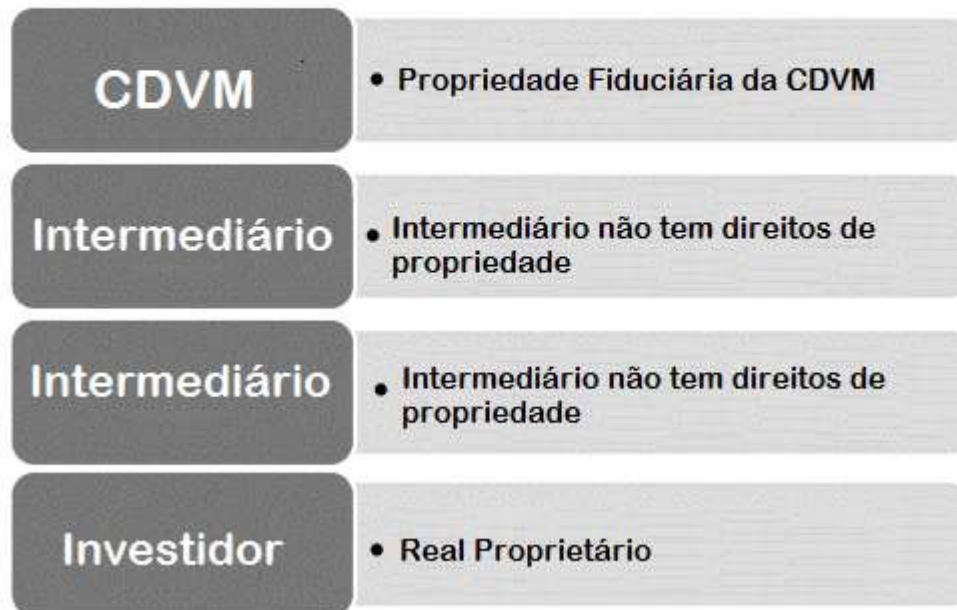 CDVM
• Propriedade Fiduciária da CDVM
Intermediário
• Intermediário não tem direitos de
propriedade
Intermediário
• Intermediário não tem direitos de
propriedade
Investidor
• Real Proprietário